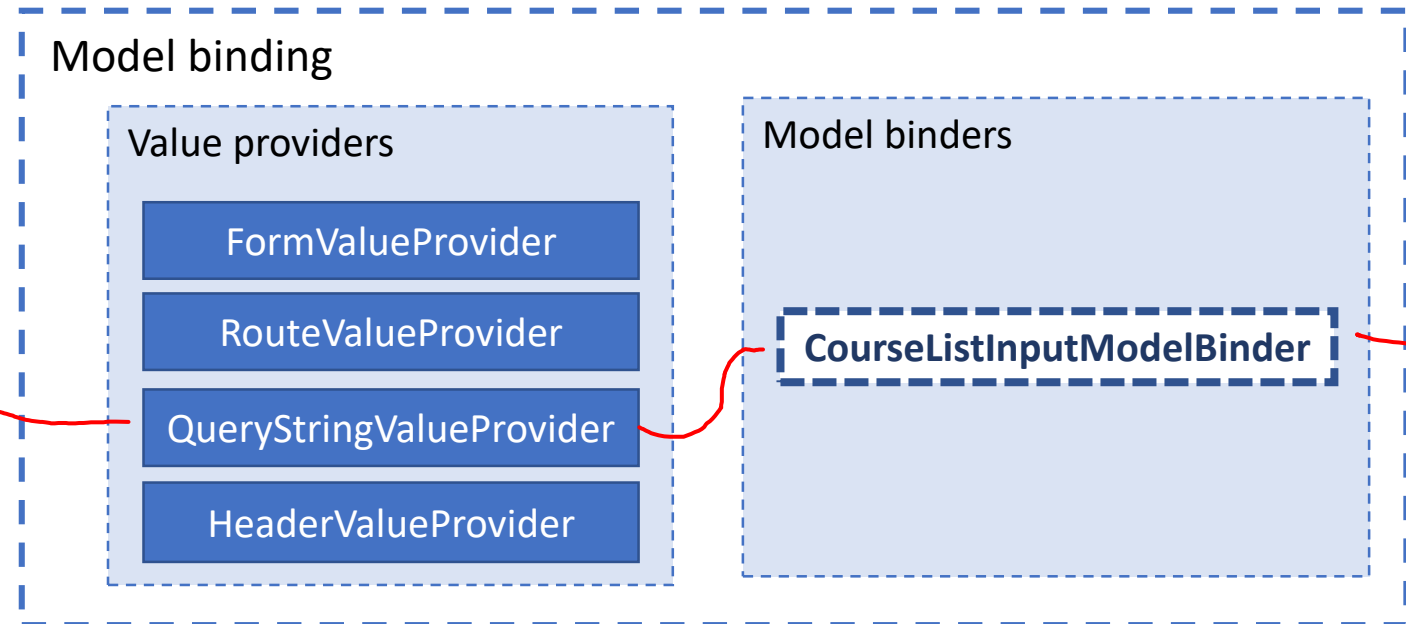 Model binding
Value providers
FormValueProvider
RouteValueProvider
QueryStringValueProvider
HeaderValueProvider
Model binders
CourseListInputModelBinder